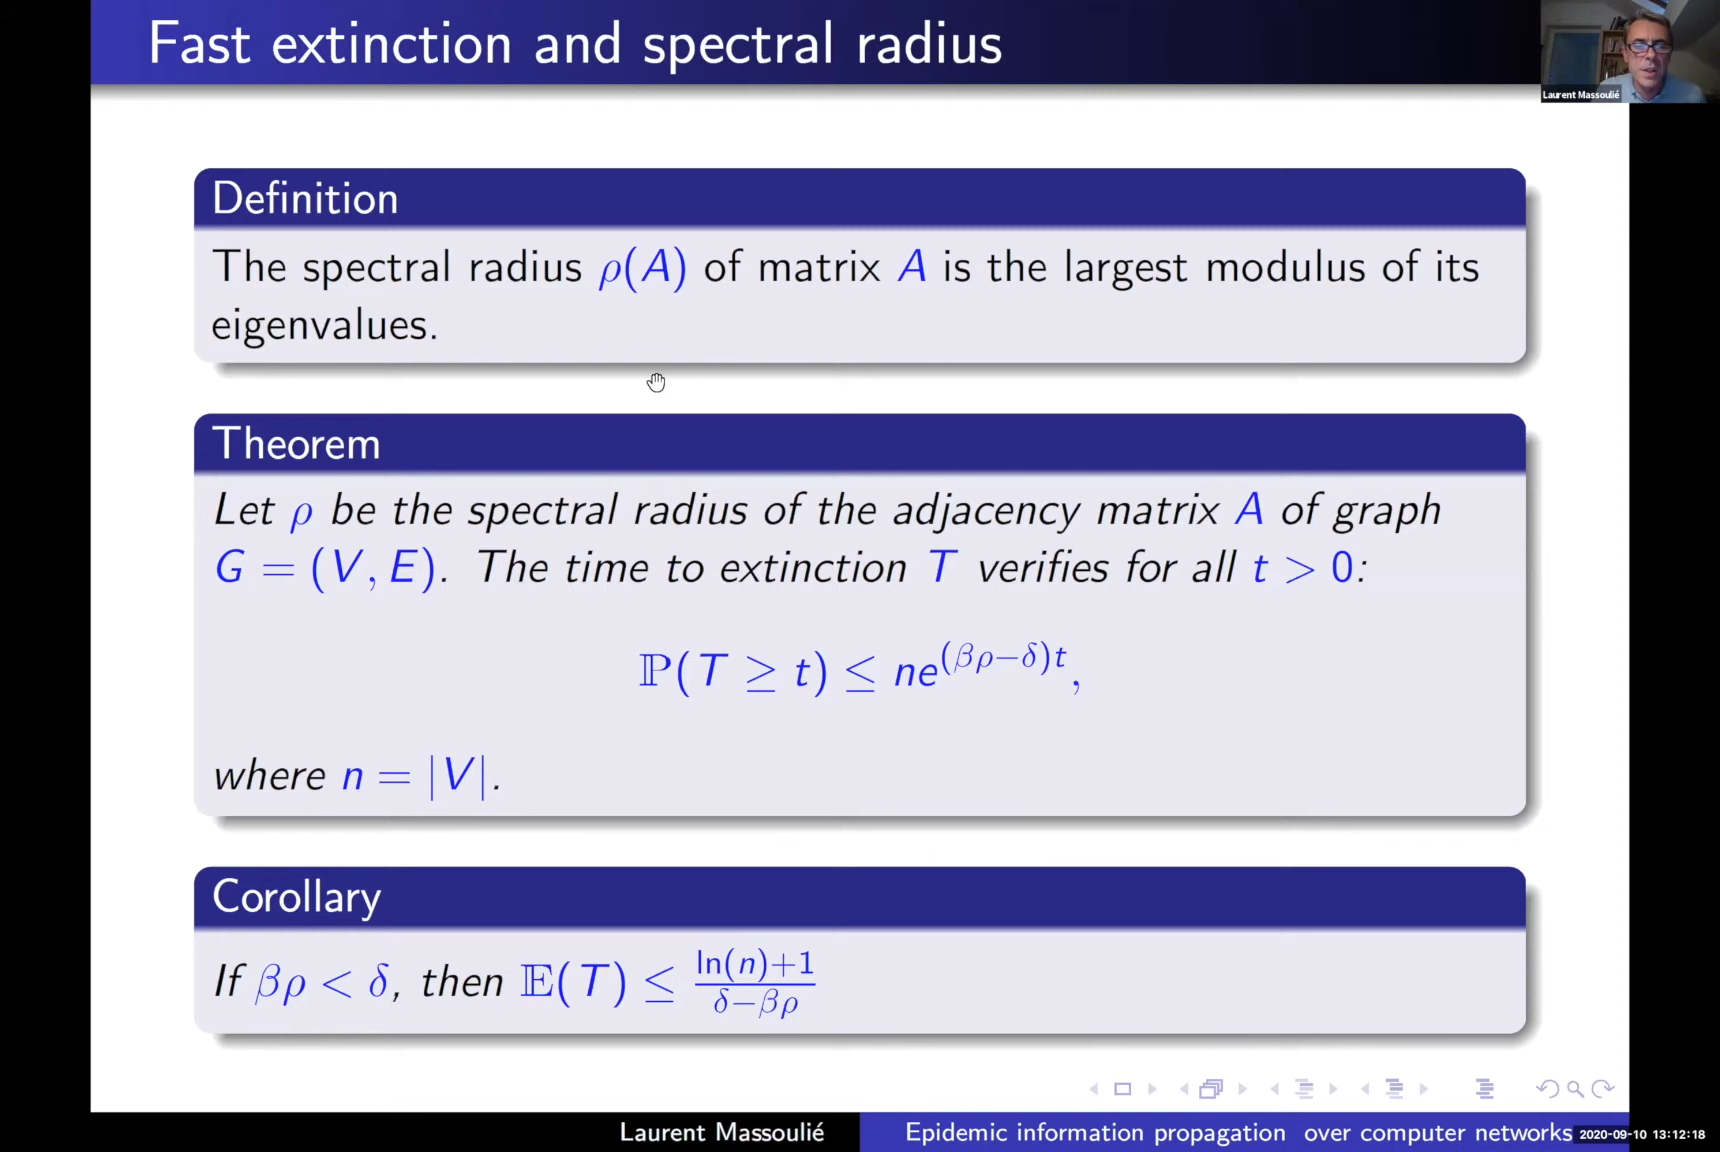 Fast extinction and spectral radius
Laurent Massoulié
Definition
The spectral radius ρ(A) of matrix A is the largest modulus of its
eigenvalues.
Theorem
Let ρ be the spectral radius of the adjacency matrix A of graph
G = (V, E). The time to extinction T verifies for all t > 0:
ℙ(T ≥ t) ≤ ne^{(βρ−δ)t},
where n = |V|.
Corollary
If βρ < δ, then 𝔼(T) ≤ \frac{ln(n)+1}{δ−βρ}
Laurent Massoulié
Epidemic information propagation over computer networks
2020-09-10 13:12:18